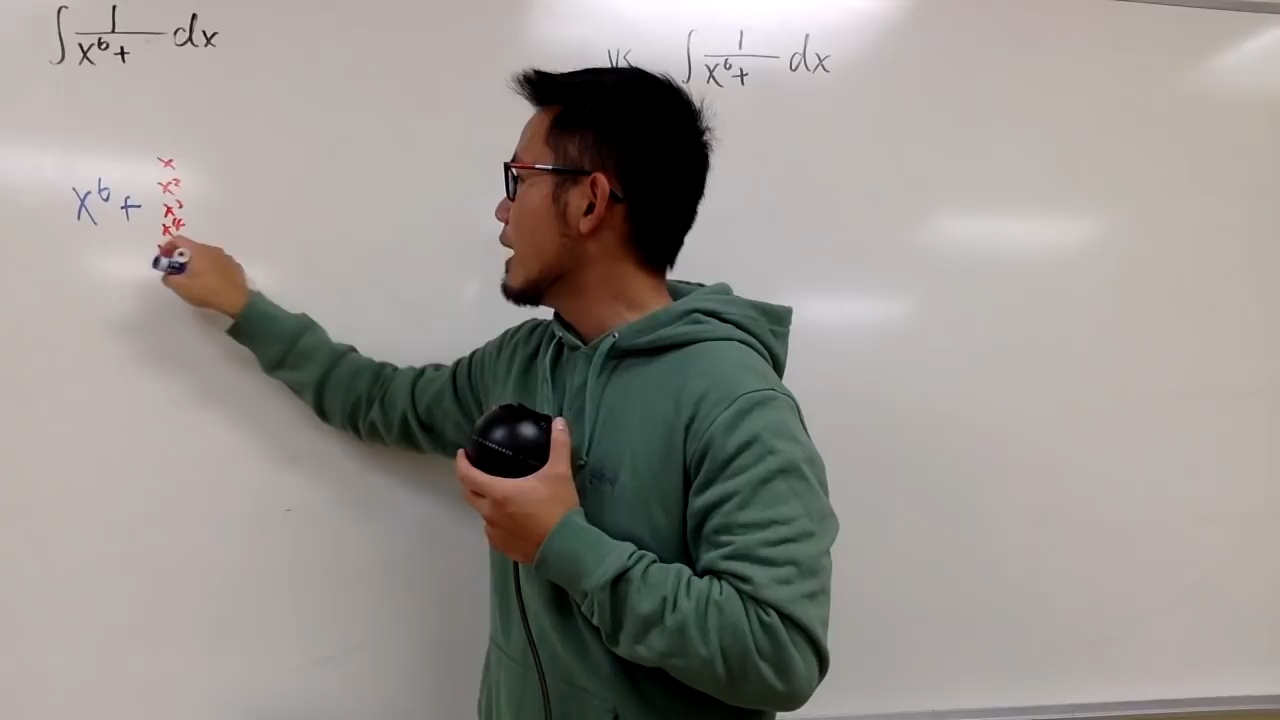 ∫ 1/(x⁶+) dx
vs ∫ 1/(x⁶+) dx
x
x²
x⁶ + x³
x⁴